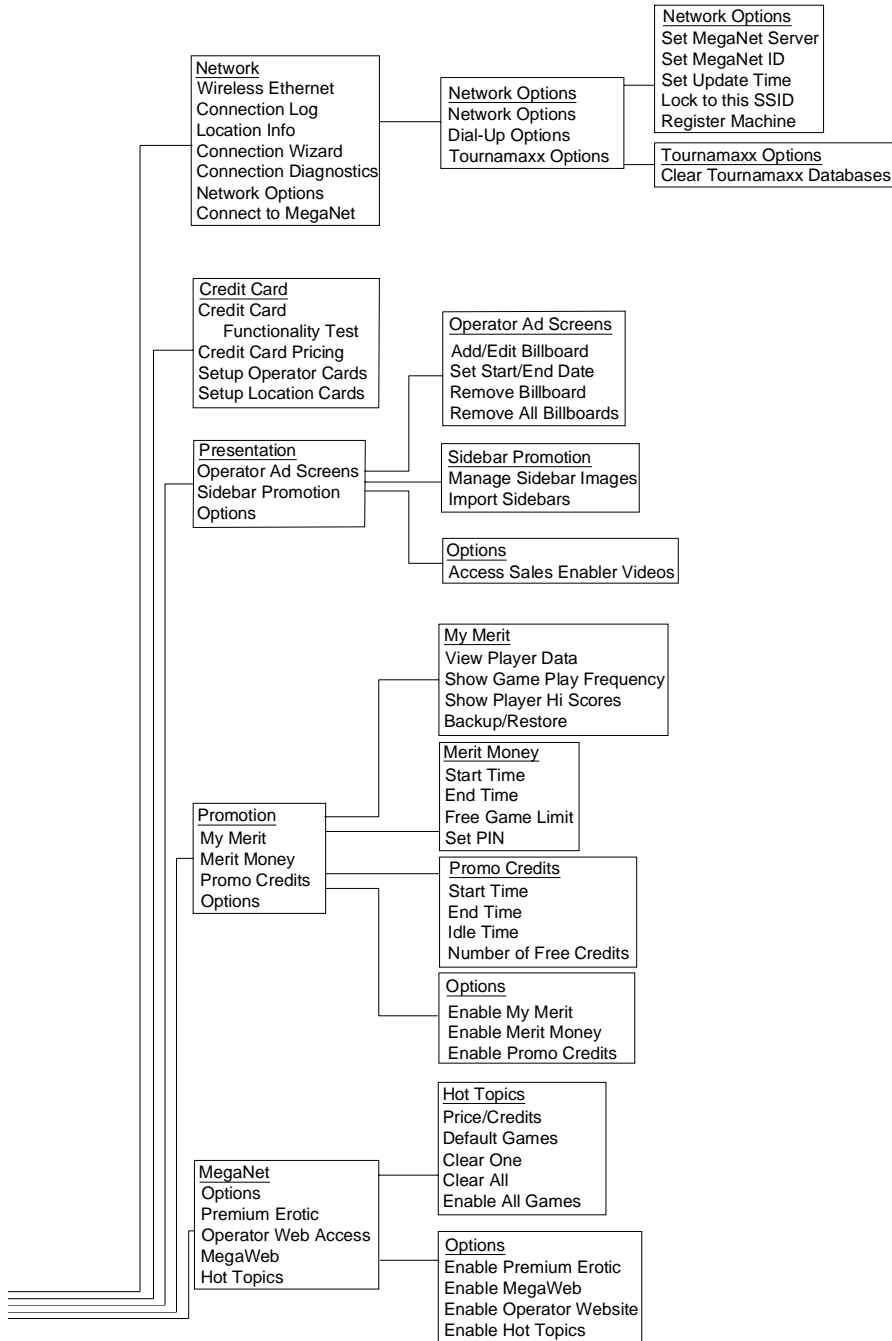 Network Options
Set MegaNet Server
Set MegaNet ID
Set Update Time
Lock to this SSID
Register Machine
Network
Wireless Ethernet
Connection Log
Location Info
Connection Wizard
Connection Diagnostics
Network Options
Connect to MegaNet
Network Options
Network Options
Dial-Up Options
Tournamaxx Options
Tournamaxx Options
Clear Tournamaxx Databases
Credit Card
Credit Card
Functionality Test
Credit Card Pricing
Setup Operator Cards
Setup Location Cards
Operator Ad Screens
Add/Edit Billboard
Set Start/End Date
Remove Billboard
Remove All Billboards
Presentation
Operator Ad Screens
Sidebar Promotion
Options
Sidebar Promotion
Manage Sidebar Images
Import Sidebars
Options
Access Sales Enabler Videos
My Merit
View Player Data
Show Game Play Frequency
Show Player Hi Scores
Backup/Restore
Merit Money
Start Time
End Time
Free Game Limit
Set PIN
Promotion
My Merit
Merit Money
Promo Credits
Options
Promo Credits
Start Time
End Time
Idle Time
Number of Free Credits
Options
Enable My Merit
Enable Merit Money
Enable Promo Credits
Hot Topics
Price/Credits
Default Games
Clear One
Clear All
Enable All Games
MegaNet
Options
Premium Erotic
Operator Web Access
MegaWeb
Hot Topics
Options
Enable Premium Erotic
Enable MegaWeb
Enable Operator Website
Enable Hot Topics